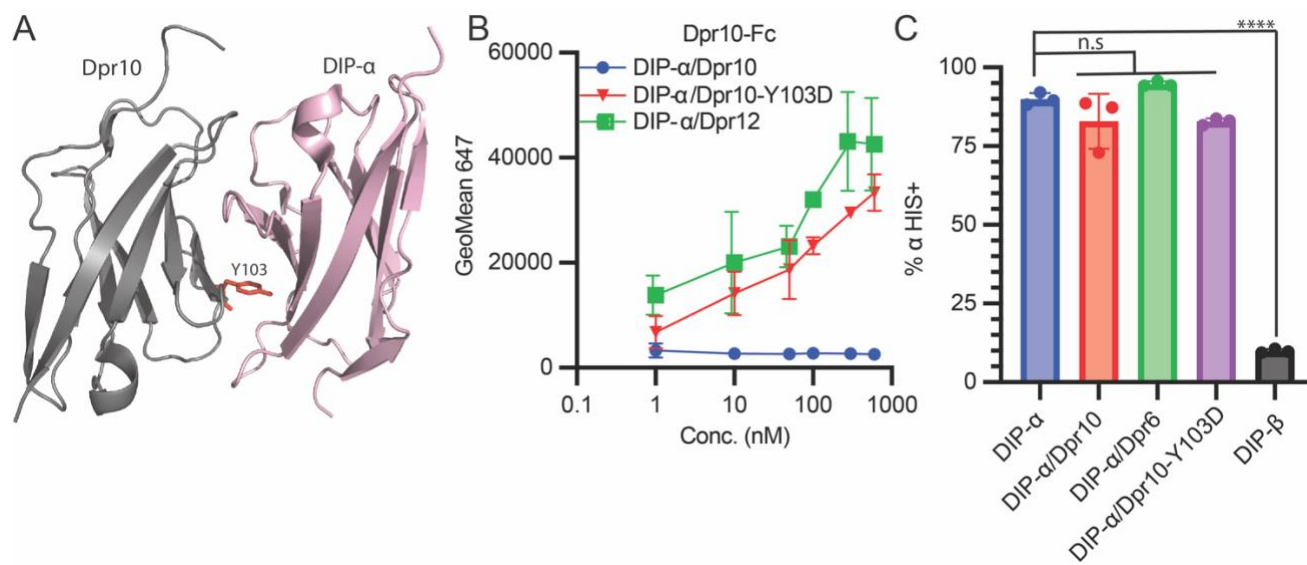 A
Dpr10
DIP-α
Y103
B
Dpr10-Fc
DIP-α/Dpr10
DIP-α/Dpr10-Y103D
DIP-α/Dpr12
60000
40000
20000
0
GeoMean 647
0.1
1
10
100
1000
Conc. (nM)
C
****
n.s
100
75
50
25
0
% α HIS+
DIP-α
DIP-α/Dpr10
DIP-α/Dpr6
DIP-α/Dpr10-Y103D
DIP-β